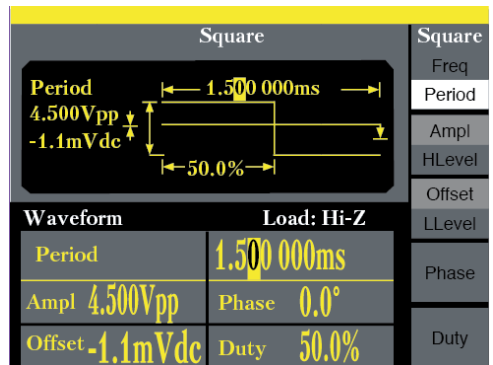 Square
Period
1.500 000ms
4.500Vpp
-1.1mVdc
50.0%
Waveform
Load: Hi-Z
Period
1.500 000ms
Ampl 4.500Vpp
Phase 0.0°
Offset -1.1mVdc
Duty 50.0%
Square
Freq
Period
Ampl
HLevel
Offset
LLevel
Phase
Duty